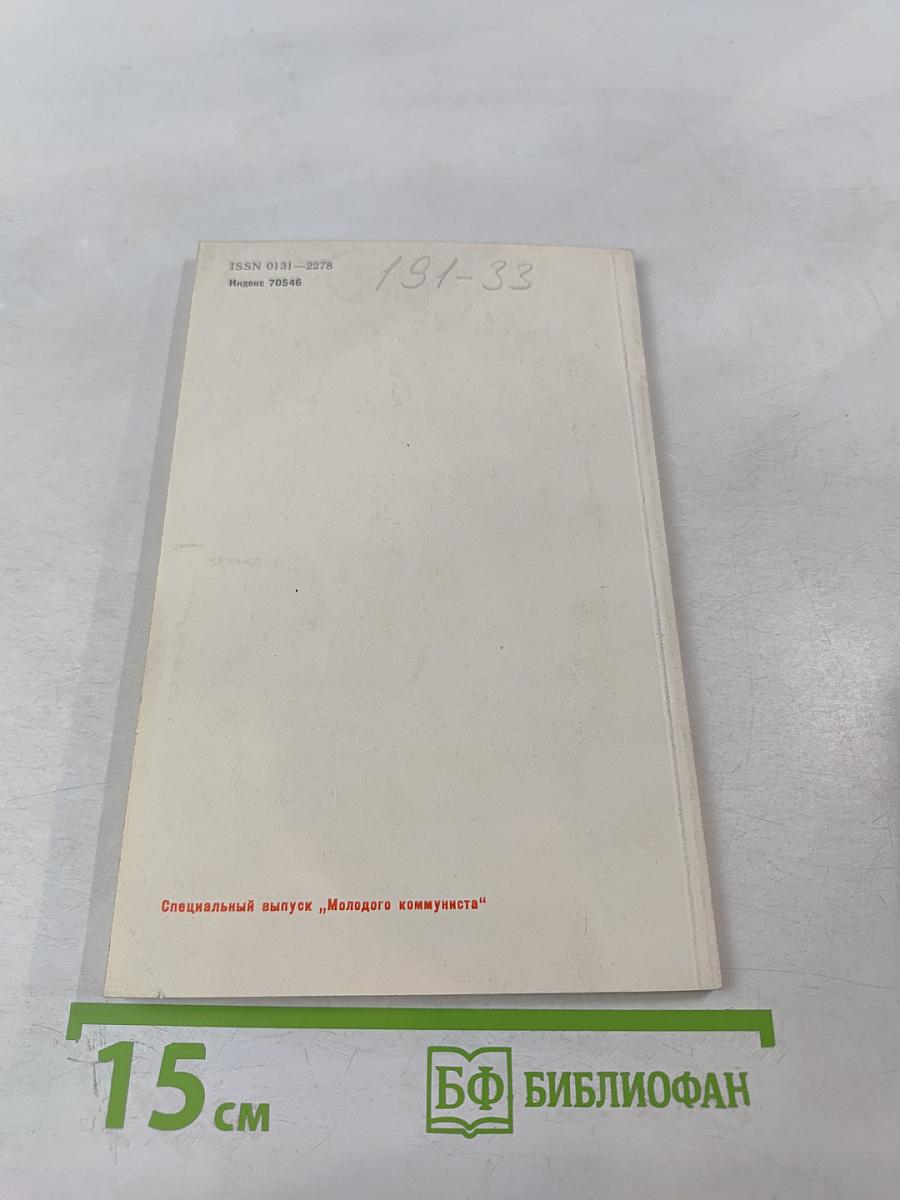 ISSN 0131—2278
191-33
Индекс 70546
Специальный выпуск „Молодого коммуниста“
15 см
БФ БИБЛИОФАН